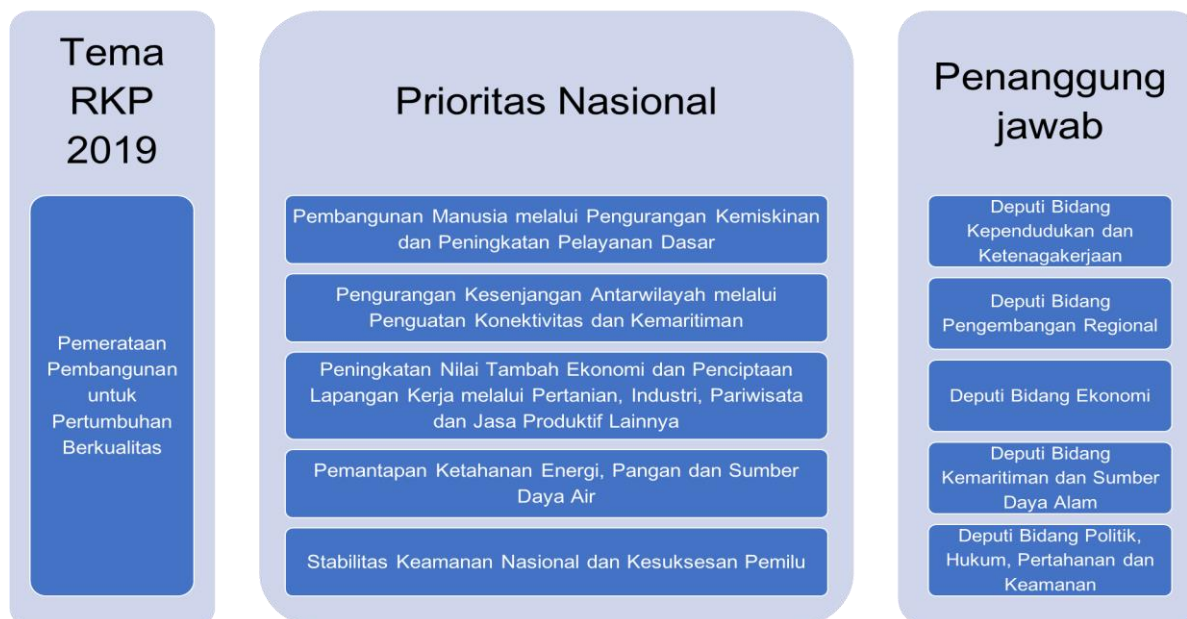 Tema
RKP
2019
Pemerataan
Pembangunan
untuk
Pertumbuhan
Berkualitas
Prioritas Nasional
Pembangunan Manusia melalui Pengurangan Kemiskinan
dan Peningkatan Pelayanan Dasar
Pengurangan Kesenjangan Antarwilayah melalui
Penguatan Konektivitas dan Kemaritiman
Peningkatan Nilai Tambah Ekonomi dan Penciptaan
Lapangan Kerja melalui Pertanian, Industri, Pariwisata
dan Jasa Produktif Lainnya
Pemantapan Ketahanan Energi, Pangan dan Sumber
Daya Air
Stabilitas Keamanan Nasional dan Kesuksesan Pemilu
Penanggung
jawab
Deputi Bidang
Kependudukan dan
Ketenagakerjaan
Deputi Bidang
Pengembangan Regional
Deputi Bidang Ekonomi
Deputi Bidang
Kemaritiman dan Sumber
Daya Alam
Deputi Bidang Politik,
Hukum, Pertahanan dan
Keamanan